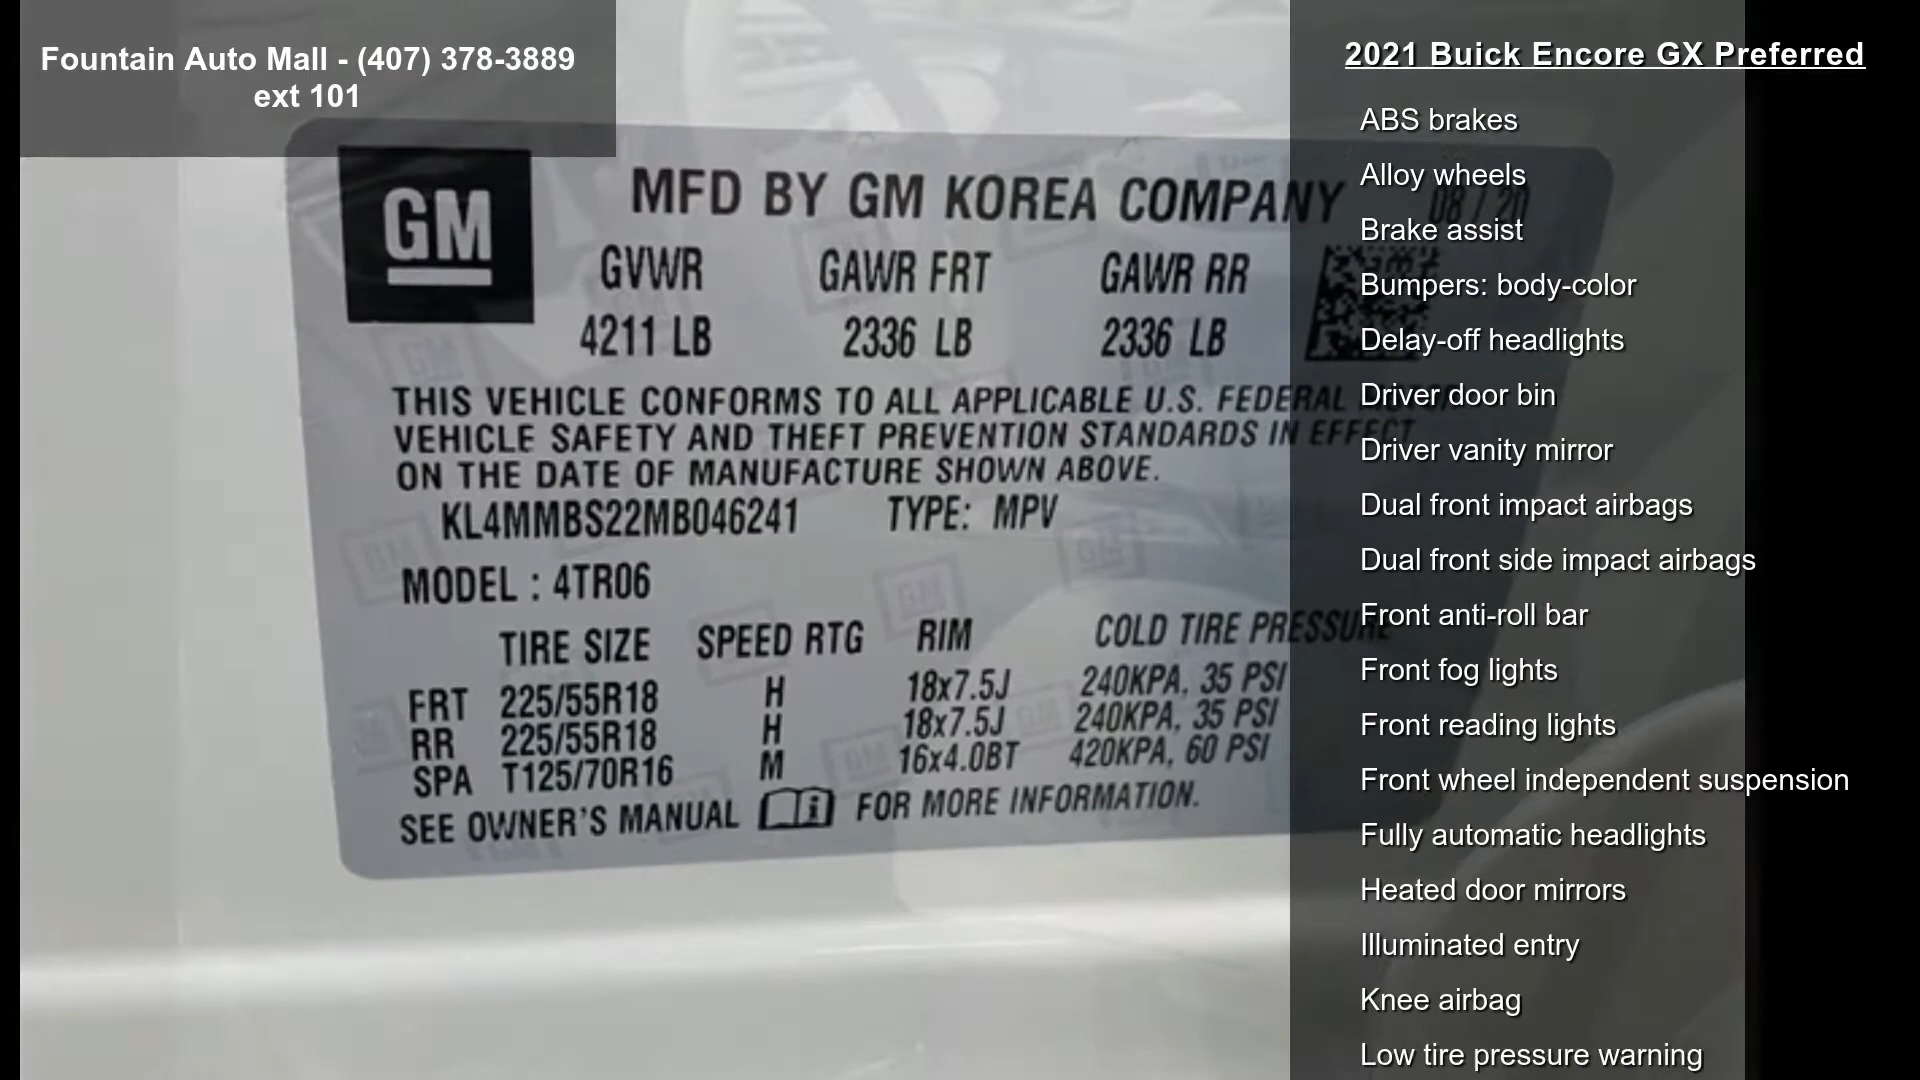 Fountain Auto Mall - (407) 378-3889
ext 101
GM
MFD BY GM KOREA COMPANY 08 / 20
GVWR GAWR FRT GAWR RR
4211 LB 2336 LB 2336 LB
THIS VEHICLE CONFORMS TO ALL APPLICABLE U.S. FEDERAL MOTOR
VEHICLE SAFETY AND THEFT PREVENTION STANDARDS IN EFFECT
ON THE DATE OF MANUFACTURE SHOWN ABOVE.
KL4MMBS22MB046241 TYPE: MPV
MODEL : 4TR06
TIRE SIZE SPEED RTG RIM COLD TIRE PRESSURE
FRT 225/55R18 H 18x7.5J 240KPA, 35 PSI
RR 225/55R18 H 18x7.5J 240KPA, 35 PSI
SPA T125/70R16 M 16x4.0BT 420KPA, 60 PSI
SEE OWNER'S MANUAL FOR MORE INFORMATION.
2021 Buick Encore GX Preferred
ABS brakes
Alloy wheels
Brake assist
Bumpers: body-color
Delay-off headlights
Driver door bin
Driver vanity mirror
Dual front impact airbags
Dual front side impact airbags
Front anti-roll bar
Front fog lights
Front reading lights
Front wheel independent suspension
Fully automatic headlights
Heated door mirrors
Illuminated entry
Knee airbag
Low tire pressure warning